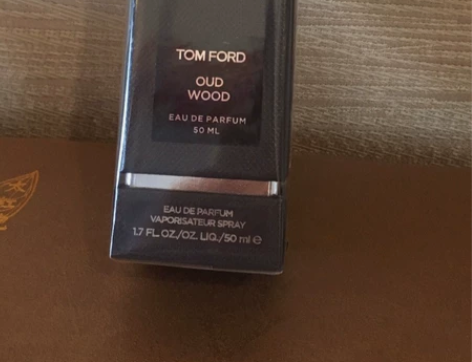 TOM FORD
OUD
WOOD
EAU DE PARFUM
50 ML
EAU DE PARFUM
VAPORISATEUR SPRAY
1.7 FL.OZ./OZ. LIQ./50 ml ℮